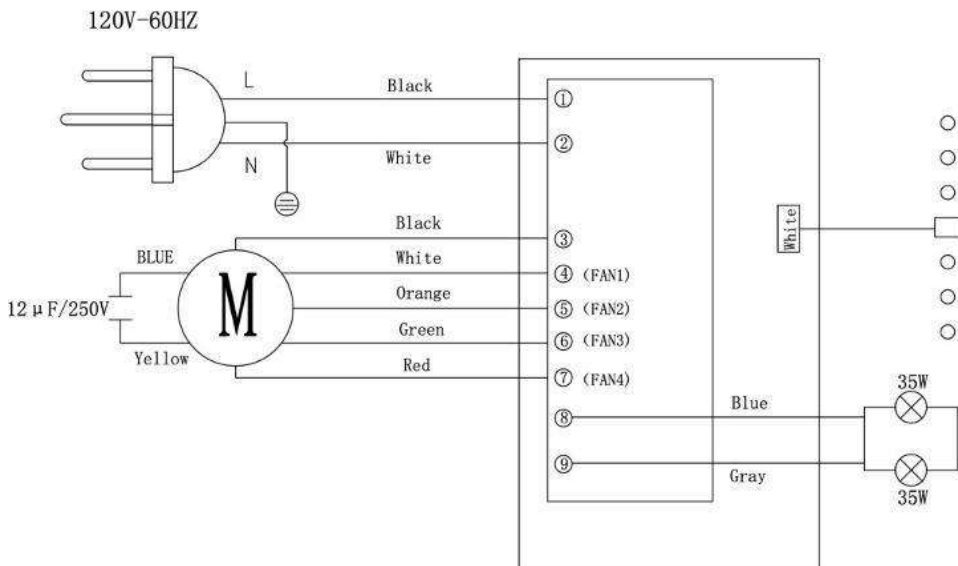 120V-60HZ
L
Black
①
②
N
White
White
Black
③
BLUE
White
④ (FAN1)
12μF/250V
M
Orange
⑤ (FAN2)
Green
⑥ (FAN3)
Yellow
Red
⑦ (FAN4)
35W
⑧
Blue
⑨
Gray
35W